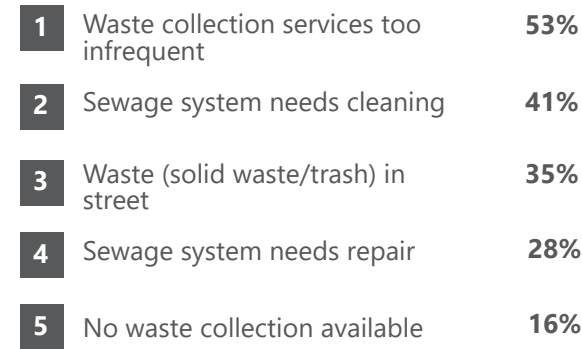 1 Waste collection services too 53%
infrequent
2 Sewage system needs cleaning 41%
3 Waste (solid waste/trash) in 35%
street
4 Sewage system needs repair 28%
5 No waste collection available 16%